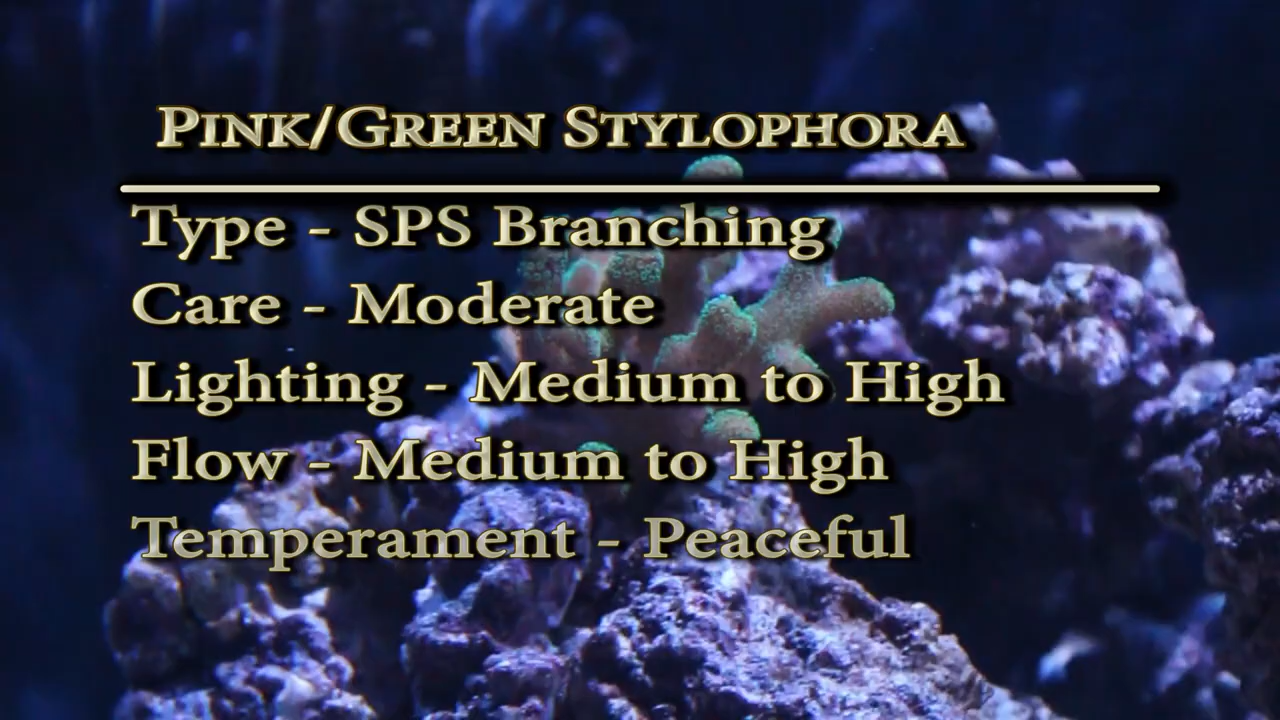 Pink/Green Stylophora
Type - SPS Branching
Care - Moderate
Lighting - Medium to High
Flow - Medium to High
Temperament - Peaceful